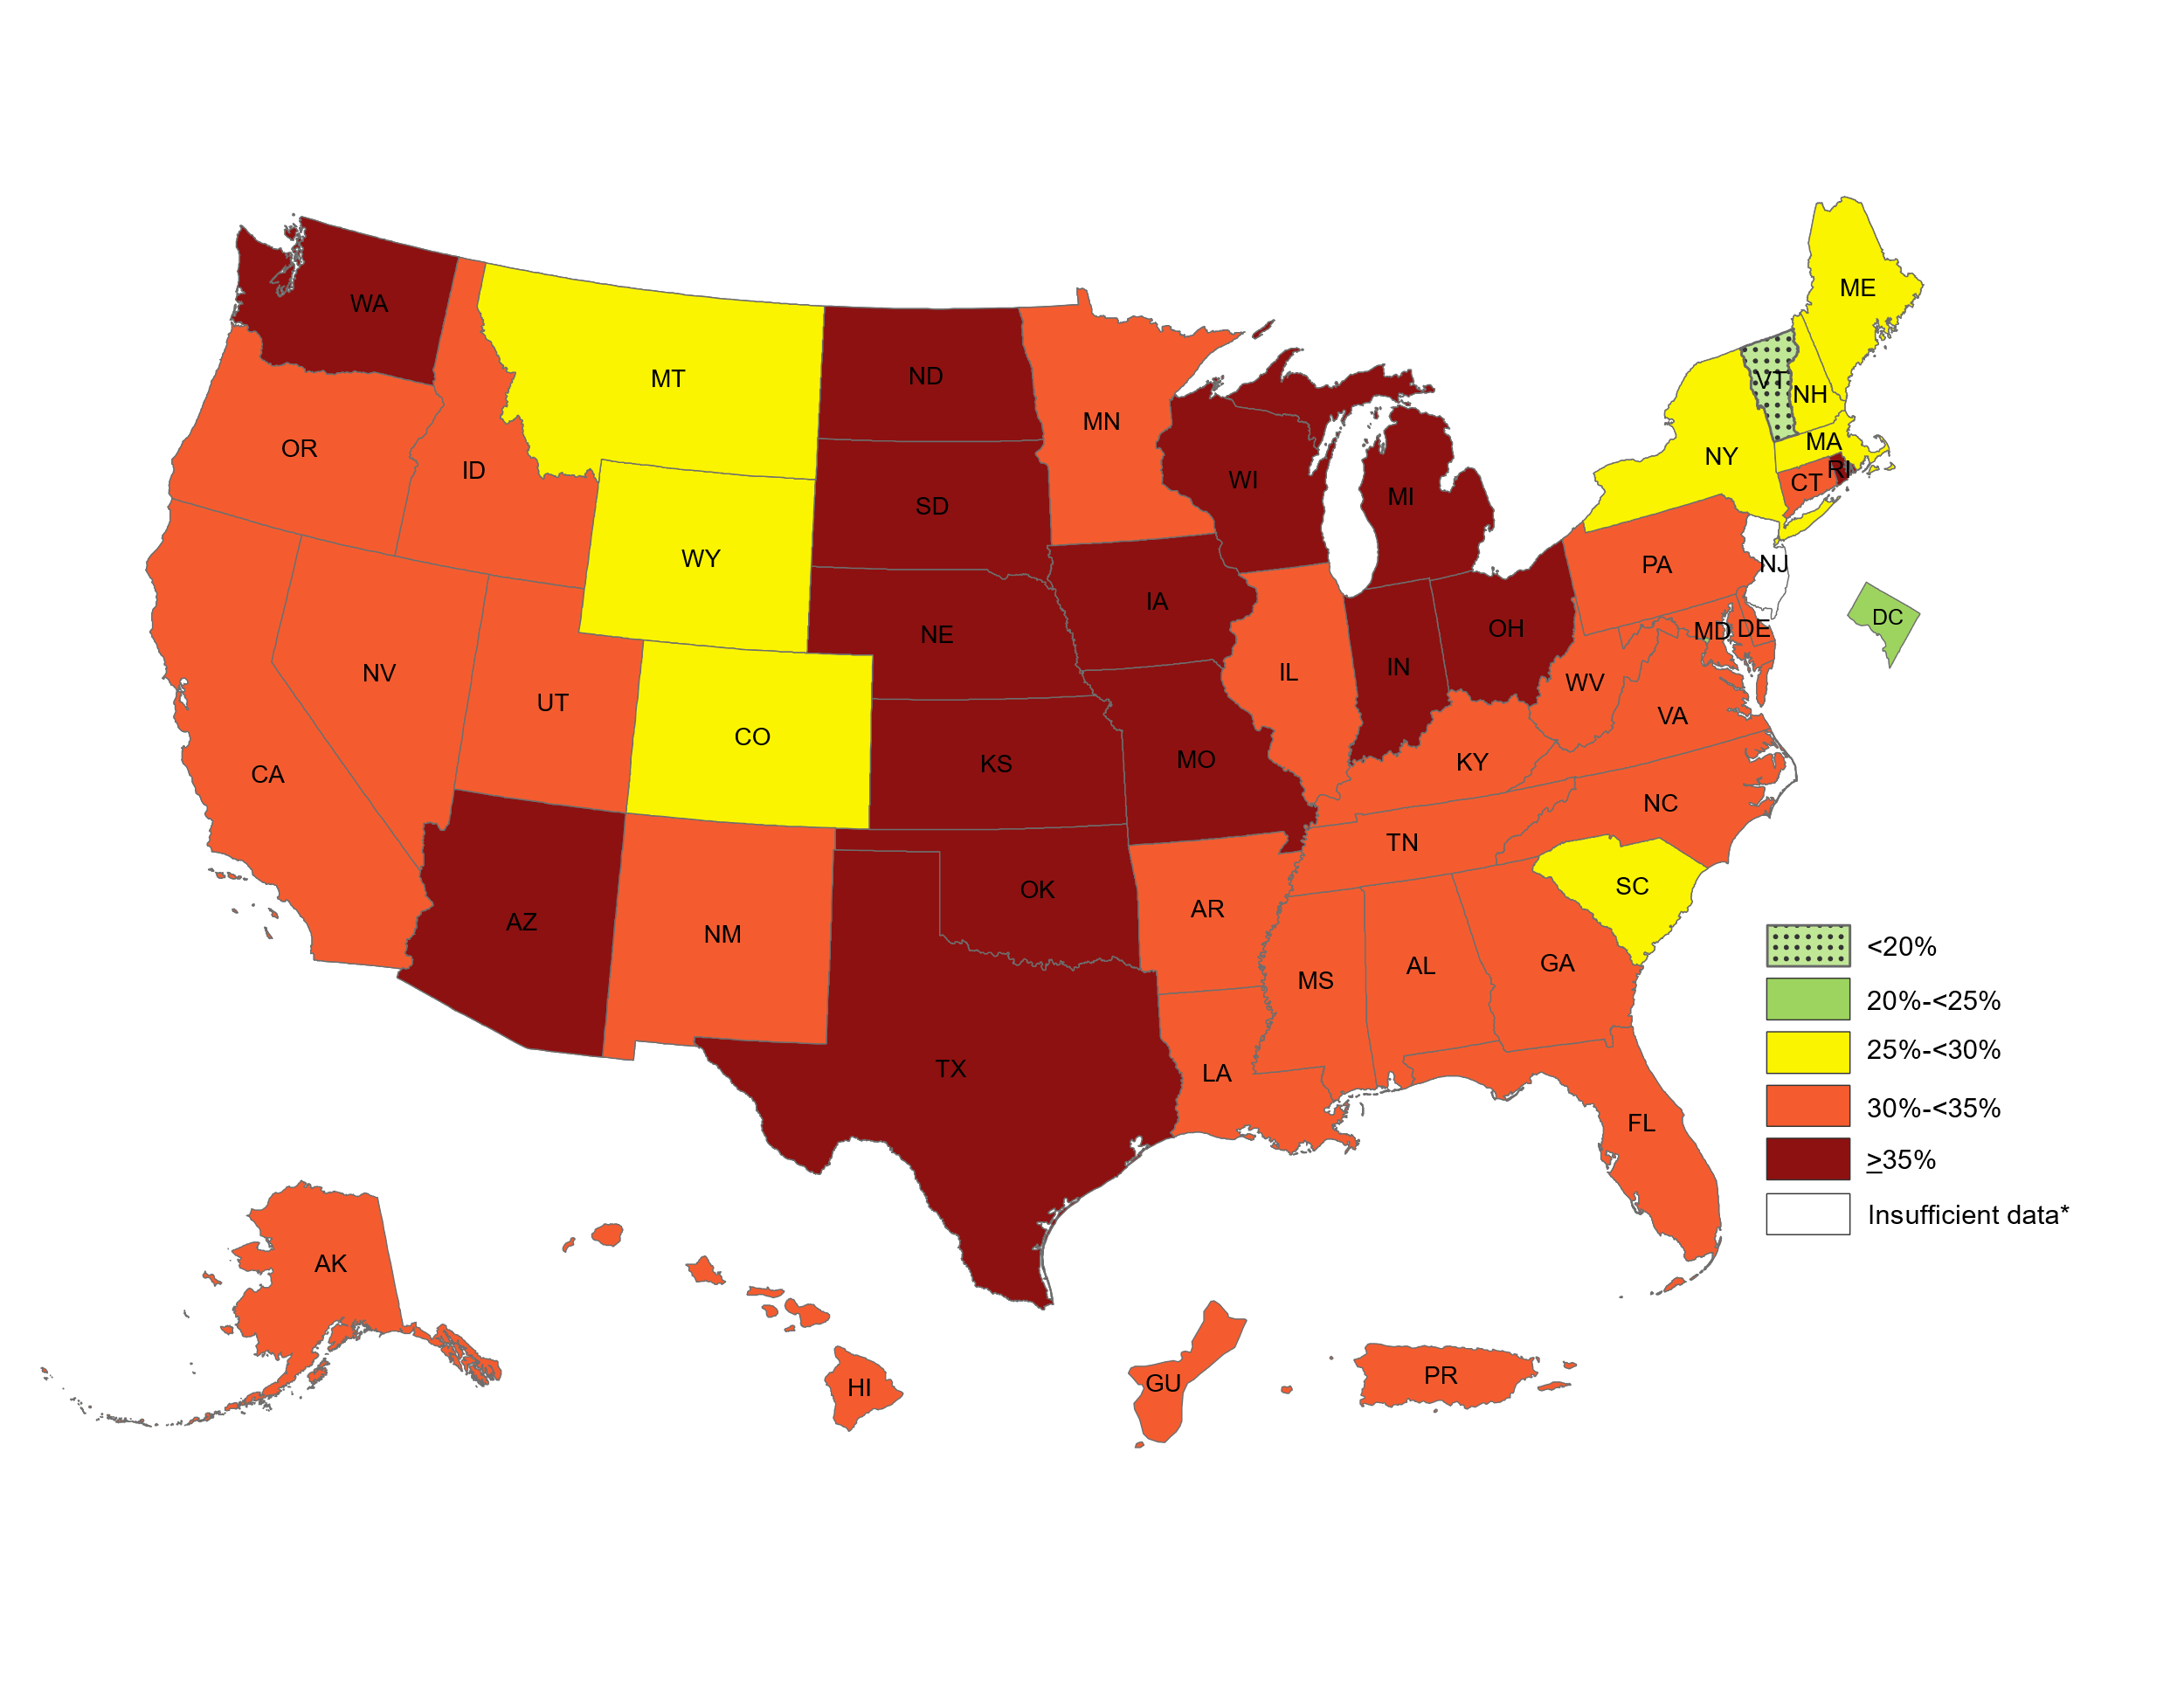 ME
WA
MT
ND
VT
NH
MN
MA
OR
NY
ID
RI
WI
CT
MI
SD
WY
NJ
PA
IA
DC
OH
MD
DE
NE
IN
IL
NV
WV
UT
VA
CO
MO
KY
KS
CA
NC
TN
SC
OK
AR
AZ
NM
<20%
GA
AL
MS
20%-<25%
25%-<30%
TX
LA
30%-<35%
FL
≥35%
Insufficient data*
AK
PR
GU
HI